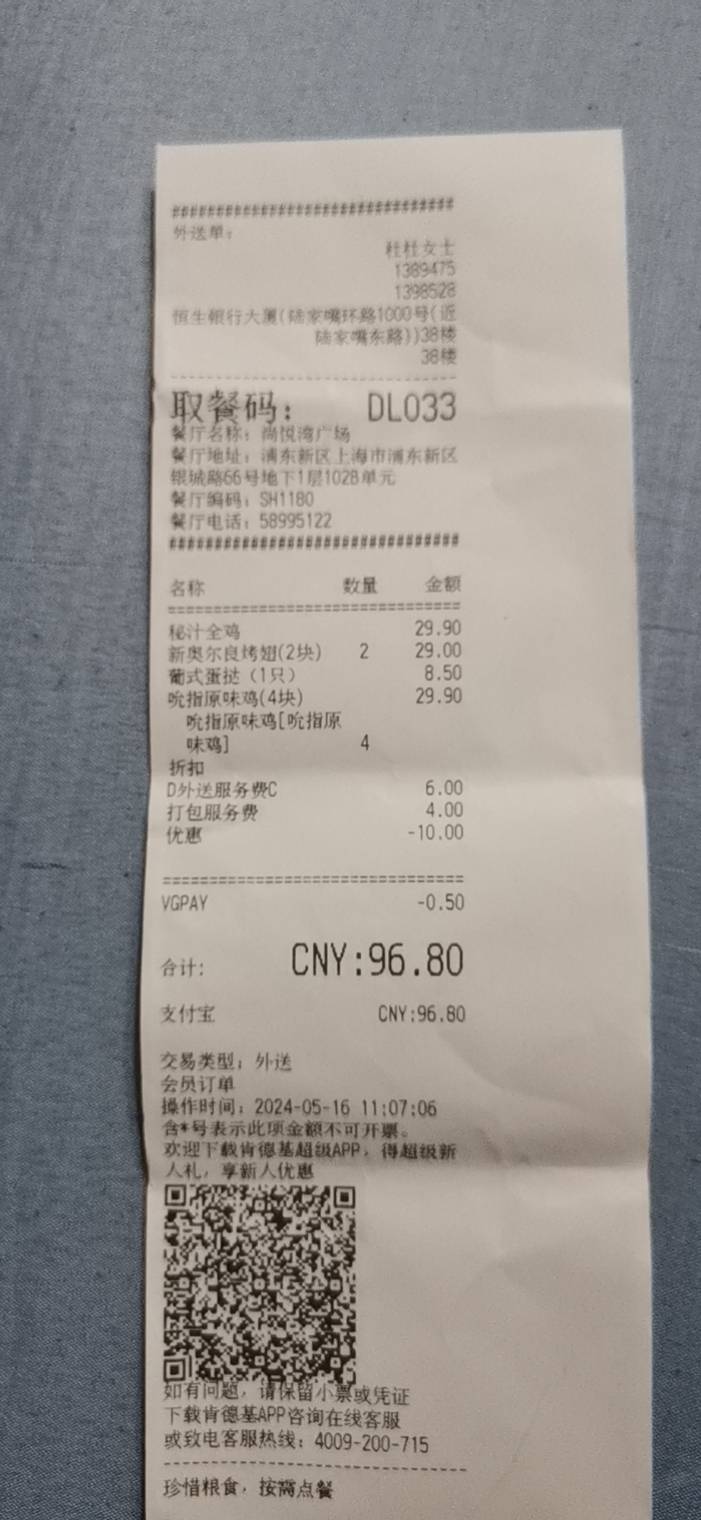 ################################
外送单:
杜杜女士
1389475
1398528
恒生银行大厦(陆家嘴环路1000号(近
陆家嘴东路))38楼
38楼
--------------------------------
取餐码: DL033
餐厅名称: 尚悦湾广场
餐厅地址: 浦东新区上海市浦东新区
银城路66号地下1层102B单元
餐厅编码: SH1180
餐厅电话: 58995122
################################
名称 数量 金额
================================
秘汁全鸡 29.90
新奥尔良烤翅(2块) 2 29.00
葡式蛋挞(1只) 8.50
吮指原味鸡(4块) 29.90
吮指原味鸡[吮指原
味鸡] 4
折扣
D外送服务费C 6.00
打包服务费 4.00
优惠 -10.00
================================
VGPAY -0.50
合计: CNY:96.80
支付宝 CNY:96.80
交易类型: 外送
会员订单
操作时间: 2024-05-16 11:07:06
含*号表示此项金额不可开票。
欢迎下载肯德基超级APP, 得超级新
人礼, 享新人优惠
如有问题, 请保留小票或凭证
下载肯德基APP咨询在线客服
或致电客服热线: 4009-200-715
--------------------------------
珍惜粮食, 按需点餐